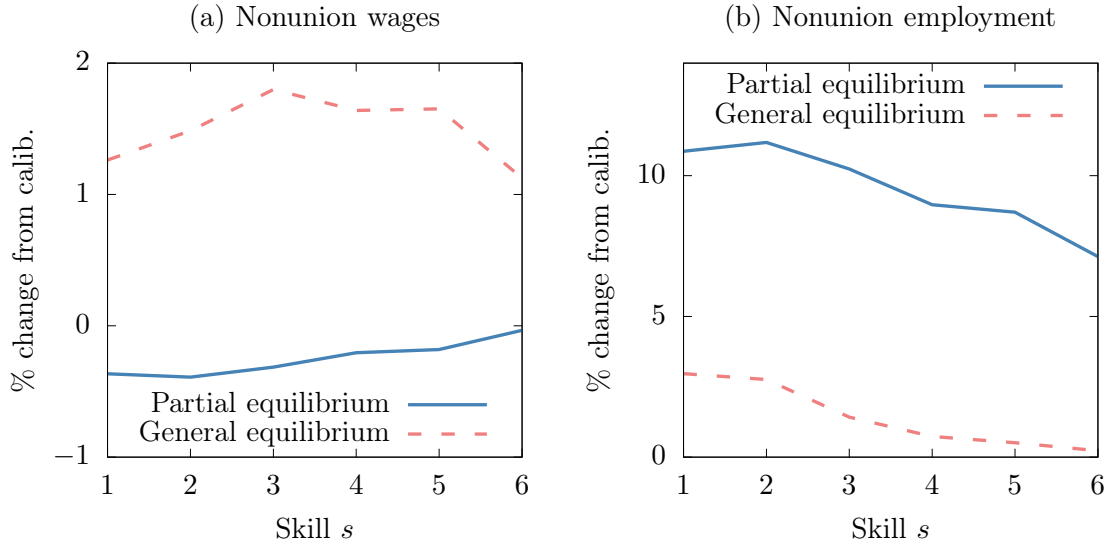 (a) Nonunion wages
% change from calib.
2
1
0
−1
Partial equilibrium
General equilibrium
1 2 3 4 5 6
Skill s
(b) Nonunion employment
% change from calib.
10
5
0
Partial equilibrium
General equilibrium
1 2 3 4 5 6
Skill s